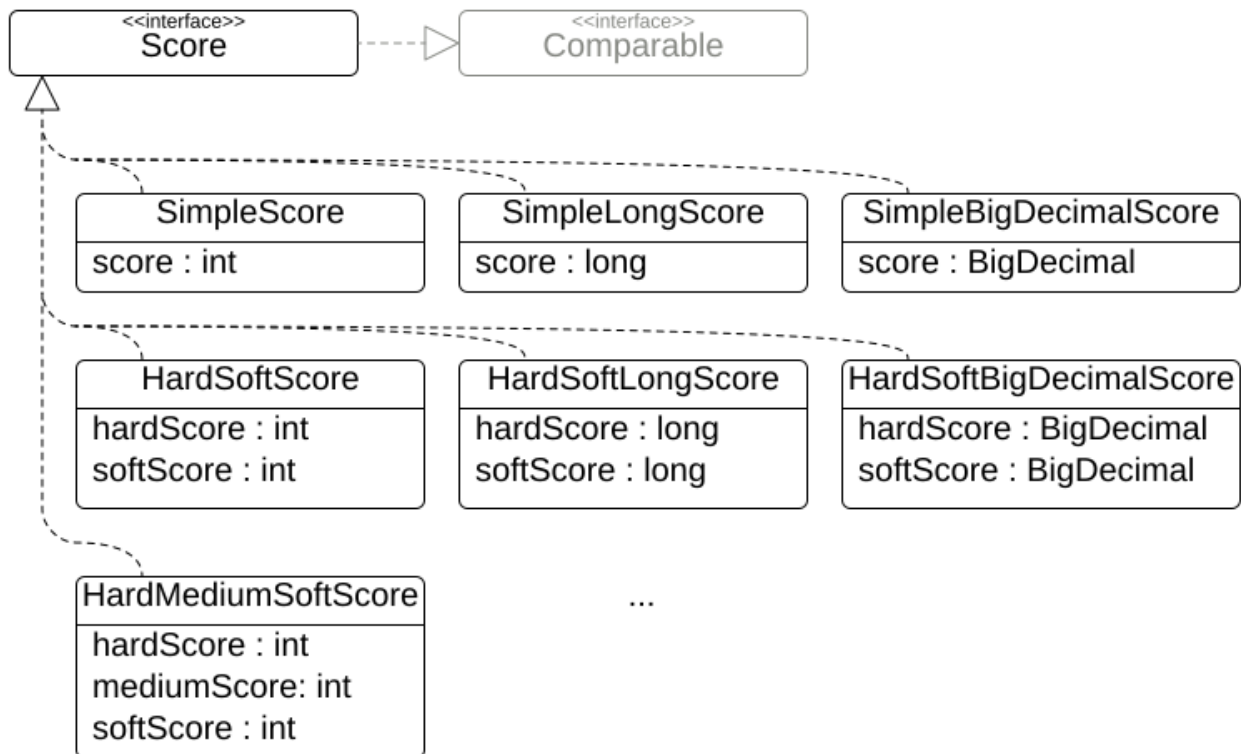 <<interface>>
Score
<<interface>>
Comparable
SimpleScore
score : int
SimpleLongScore
score : long
SimpleBigDecimalScore
score : BigDecimal
HardSoftScore
hardScore : int
softScore : int
HardSoftLongScore
hardScore : long
softScore : long
HardSoftBigDecimalScore
hardScore : BigDecimal
softScore : BigDecimal
HardMediumSoftScore
hardScore : int
mediumScore: int
softScore : int
...